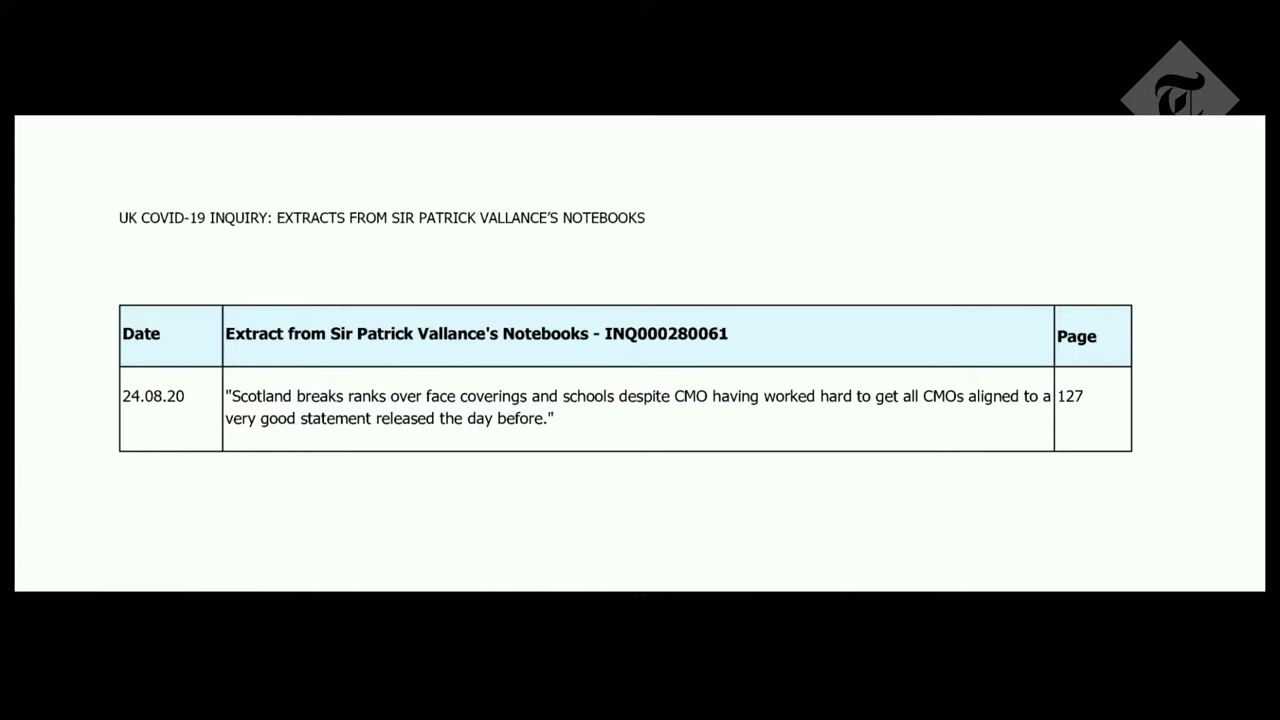 UK COVID-19 INQUIRY: EXTRACTS FROM SIR PATRICK VALLANCE'S NOTEBOOKS
Date Extract from Sir Patrick Vallance's Notebooks - INQ000280061 Page
24.08.20 "Scotland breaks ranks over face coverings and schools despite CMO having worked hard to get all CMOs aligned to a 127
very good statement released the day before."